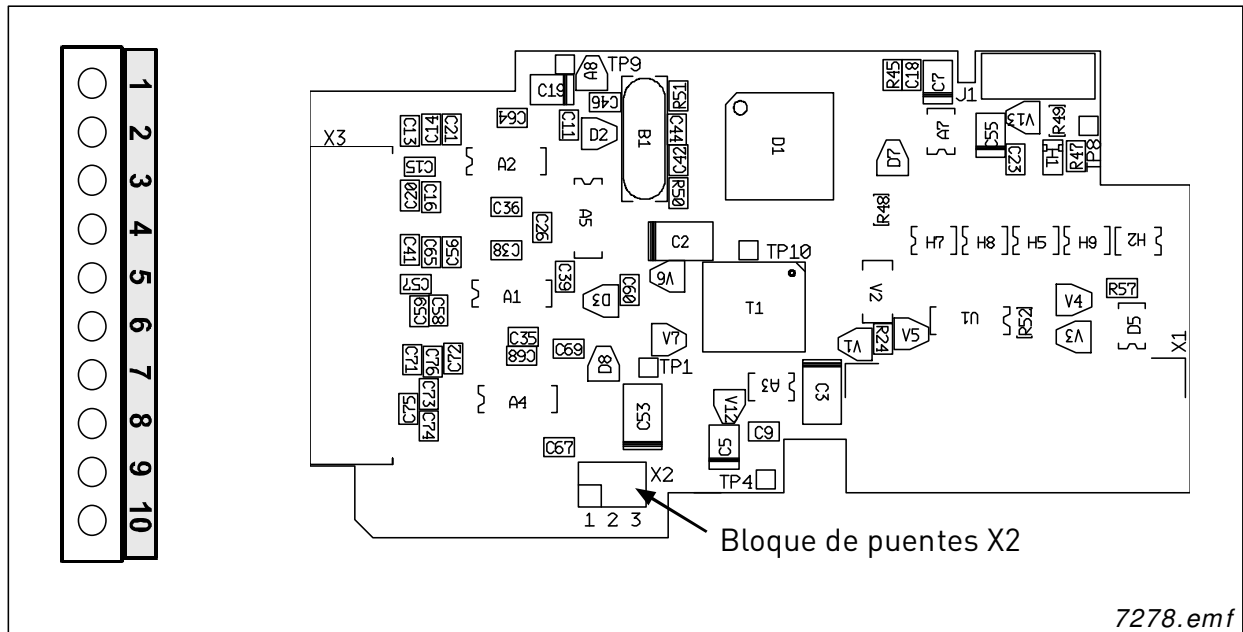 1
2
3
4
5
6
7
8
9
10
X3
C13
C14
C21
C15
C20
C16
C41
C65
C56
C57
C59
C58
C71
C76
C72
C75
C73
C74
C19
A8
TP9
C46
C64
C11
D2
B1
R51
C44
C42
R50
A2
A5
C36
C26
C38
C39
A1
D3
C60
C35
C68
C69
D8
A4
C67
D1
C2
V6
TP10
T1
V7
TP1
C53
V12
C5
C9
A3
C3
TP4
X2
1 2 3
R45
C18
C7
J1
A7
D7
R48
C55
V13
R49
C23
H1
R47
TP8
H7
H8
H5
H9
H2
V2
V1
R24
V5
U1
R52
V4
V3
R57
D5
X1
Bloque de puentes X2
7278.emf